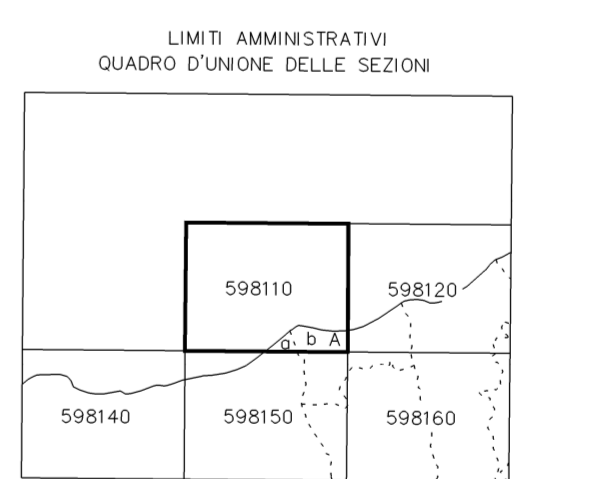 LIMITI AMMINISTRATIVI
QUADRO D'UNIONE DELLE SEZIONI
598110
598120
a b A
598140
598150
598160